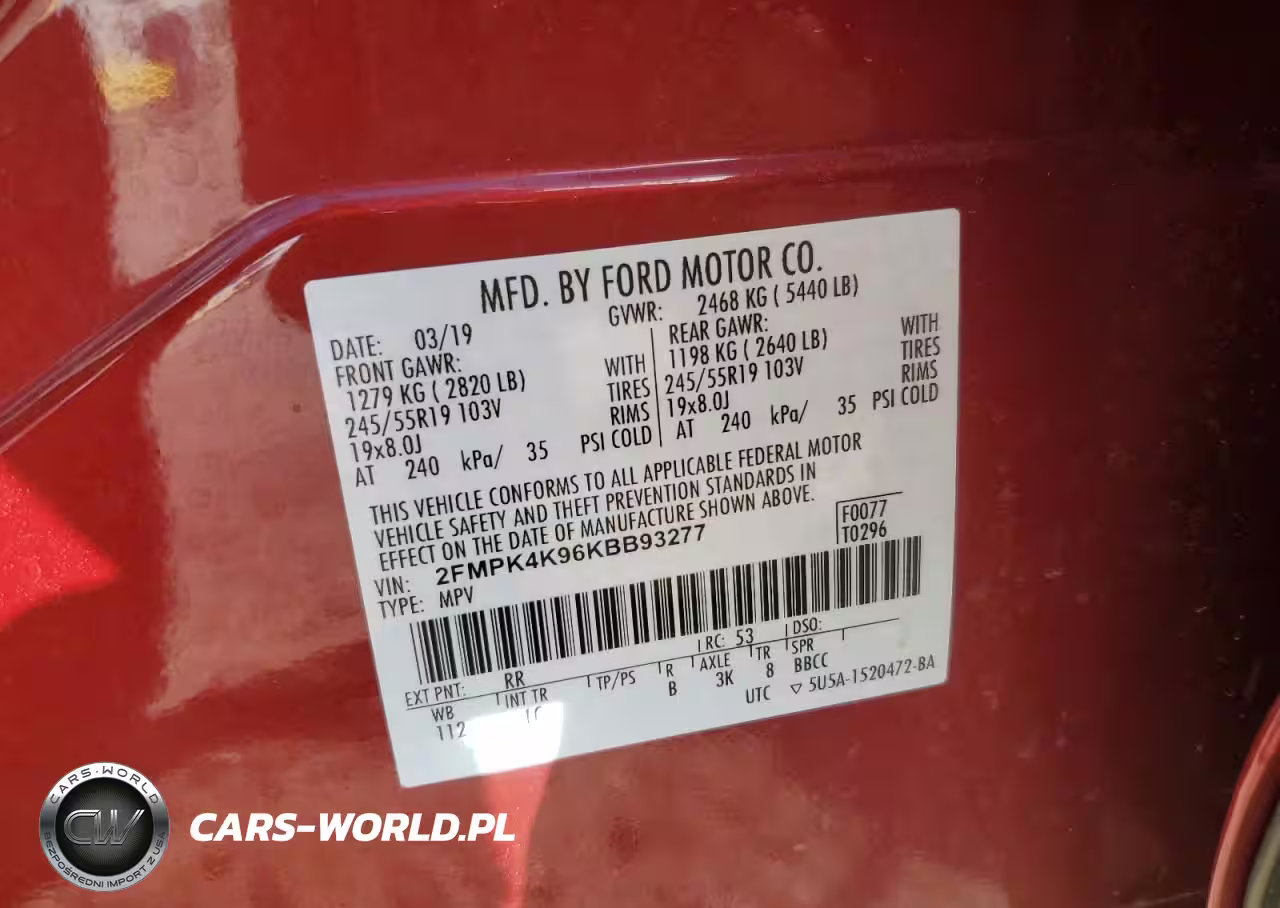 MFD. BY FORD MOTOR CO.
DATE: 03/19
GVWR: 2468 KG ( 5440 LB)
FRONT GAWR:
1279 KG ( 2820 LB) WITH
245/55R19 103V TIRES
19x8.0J RIMS
AT 240 kPa/ 35 PSI COLD
REAR GAWR:
1198 KG ( 2640 LB) WITH
245/55R19 103V TIRES
19x8.0J RIMS
AT 240 kPa/ 35 PSI COLD
THIS VEHICLE CONFORMS TO ALL APPLICABLE FEDERAL MOTOR
VEHICLE SAFETY AND THEFT PREVENTION STANDARDS IN
EFFECT ON THE DATE OF MANUFACTURE SHOWN ABOVE.
VIN: 2FMPK4K96KBB93277
TYPE: MPV
F0077
T0296
EXT PNT: RR RC: 53 DSO:
WB INT TR TP/PS R AXLE TR SPR
112 B 3K 8 BBCC
UTC ▽ 5U5A-1520472-BA
CARS-WORLD
CW
BEZPOŚREDNI IMPORT Z USA
CARS-WORLD.PL